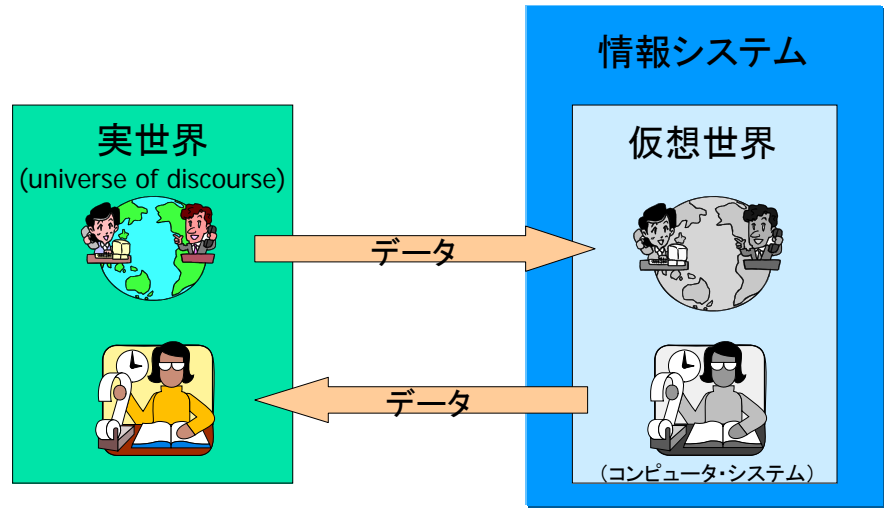 情報システム
実世界
(universe of discourse)
仮想世界
データ
データ
(コンピュータ・システム)